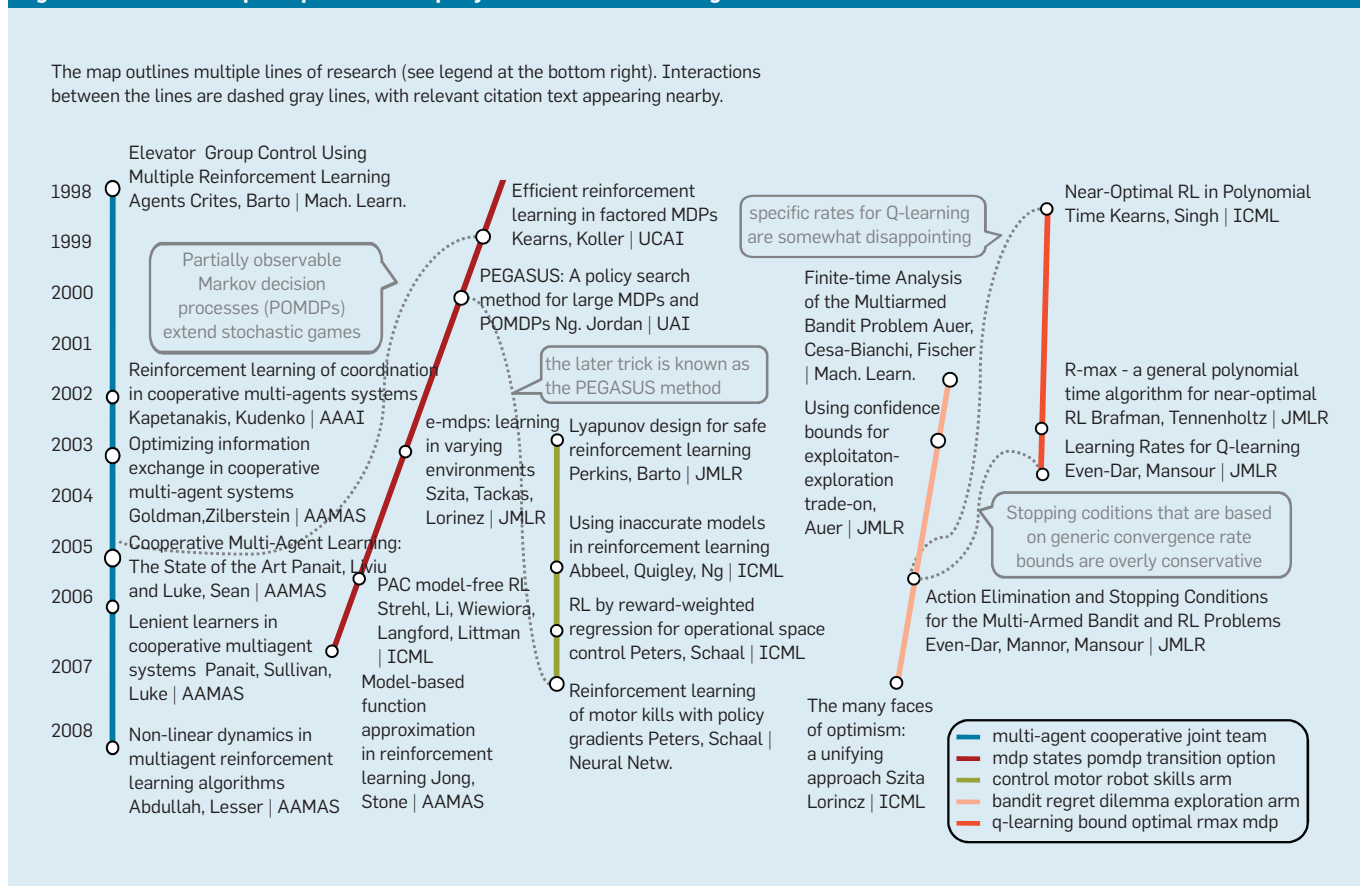 The map outlines multiple lines of research (see legend at the bottom right). Interactions
between the lines are dashed gray lines, with relevant citation text appearing nearby.
1998
1999
2000
2001
2002
2003
2004
2005
2006
2007
2008
Elevator Group Control Using
Multiple Reinforcement Learning
Agents Crites, Barto | Mach. Learn.
Partially observable
Markov decision
processes (POMDPs)
extend stochastic games
Reinforcement learning of coordination
in cooperative multi-agents systems
Kapetanakis, Kudenko | AAAI
Optimizing information
exchange in cooperative
multi-agent systems
Goldman,Zilberstein | AAMAS
Cooperative Multi-Agent Learning:
The State of the Art Panait, Liviu
and Luke, Sean | AAMAS
Lenient learners in
cooperative multiagent
systems Panait, Sullivan,
Luke | AAMAS
Non-linear dynamics in
multiagent reinforcement
learning algorithms
Abdullah, Lesser | AAMAS
Efficient reinforcement
learning in factored MDPs
Kearns, Koller | UCAI
PEGASUS: A policy search
method for large MDPs and
POMDPs Ng. Jordan | UAI
the later trick is known as
the PEGASUS method
e-mdps: learning
in varying
environments
Szita, Tackas,
Lorinez | JMLR
PAC model-free RL
Strehl, Li, Wiewiora,
Langford, Littman
| ICML
Model-based
function
approximation
in reinforcement
learning Jong,
Stone | AAMAS
Lyapunov design for safe
reinforcement learning
Perkins, Barto | JMLR
Using inaccurate models
in reinforcement learning
Abbeel, Quigley, Ng | ICML
RL by reward-weighted
regression for operational space
control Peters, Schaal | ICML
Reinforcement learning
of motor kills with policy
gradients Peters, Schaal |
Neural Netw.
specific rates for Q-learning
are somewhat disappointing
Finite-time Analysis
of the Multiarmed
Bandit Problem Auer,
Cesa-Bianchi, Fischer
| Mach. Learn.
Using confidence
bounds for
exploitaton-
exploration
trade-on,
Auer | JMLR
Near-Optimal RL in Polynomial
Time Kearns, Singh | ICML
R-max - a general polynomial
time algorithm for near-optimal
RL Brafman, Tennenholtz | JMLR
Learning Rates for Q-learning
Even-Dar, Mansour | JMLR
Stopping coditions that are based
on generic convergence rate
bounds are overly conservative
Action Elimination and Stopping Conditions
for the Multi-Armed Bandit and RL Problems
Even-Dar, Mannor, Mansour | JMLR
The many faces
of optimism:
a unifying
approach Szita
Lorincz | ICML
multi-agent cooperative joint team
mdp states pomdp transition option
control motor robot skills arm
bandit regret dilemma exploration arm
q-learning bound optimal rmax mdp